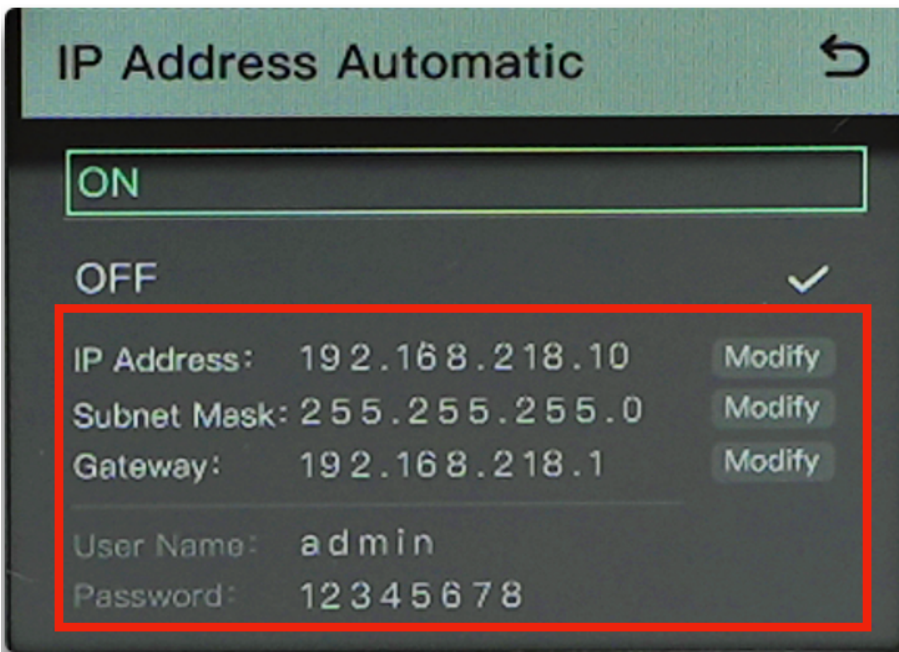 IP Address Automatic
ON
OFF
IP Address: 192.168.218.10 Modify
Subnet Mask: 255.255.255.0 Modify
Gateway: 192.168.218.1 Modify
User Name: admin
Password: 12345678